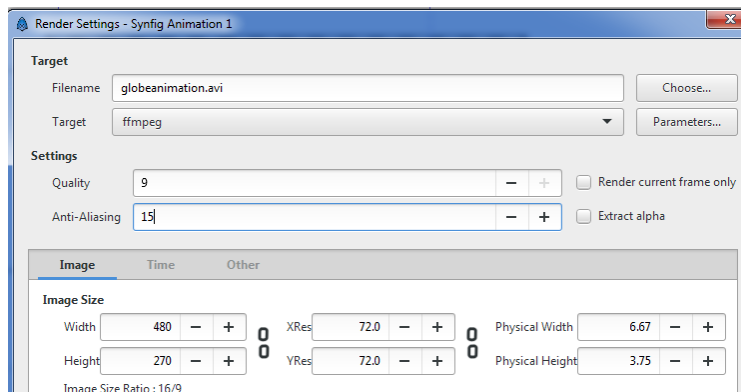 Render Settings - Synfig Animation 1
Target
Filename globeanimation.avi Choose...
Target ffmpeg Parameters...
Settings
Quality 9 Render current frame only
Anti-Aliasing 15 Extract alpha
Image Time Other
Image Size
Width 480 XRes 72.0 Physical Width 6.67
Height 270 YRes 72.0 Physical Height 3.75
Image Size Ratio : 16/9